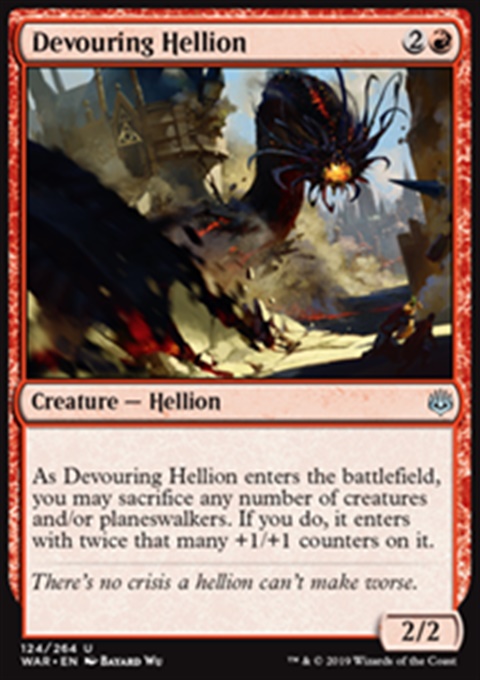 Devouring Hellion 2
Creature — Hellion
As Devouring Hellion enters the battlefield,
you may sacrifice any number of creatures
and/or planeswalkers. If you do, it enters
with twice that many +1/+1 counters on it.
There's no crisis a hellion can't make worse.
2/2
124/264 U
WAR • EN Bayard Wu
™ & © 2019 Wizards of the Coast